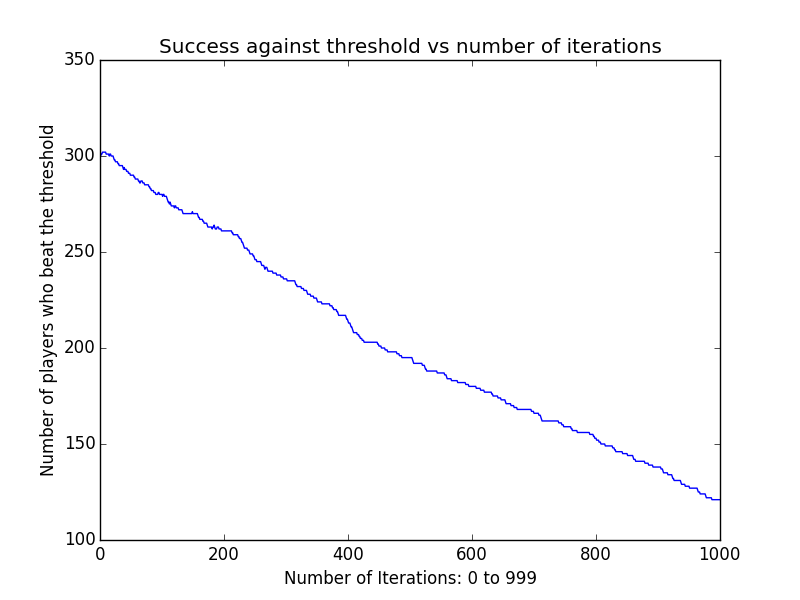 Success against threshold vs number of iterations
350
300
250
200
150
100
Number of players who beat the threshold
0 200 400 600 800 1000
Number of Iterations: 0 to 999